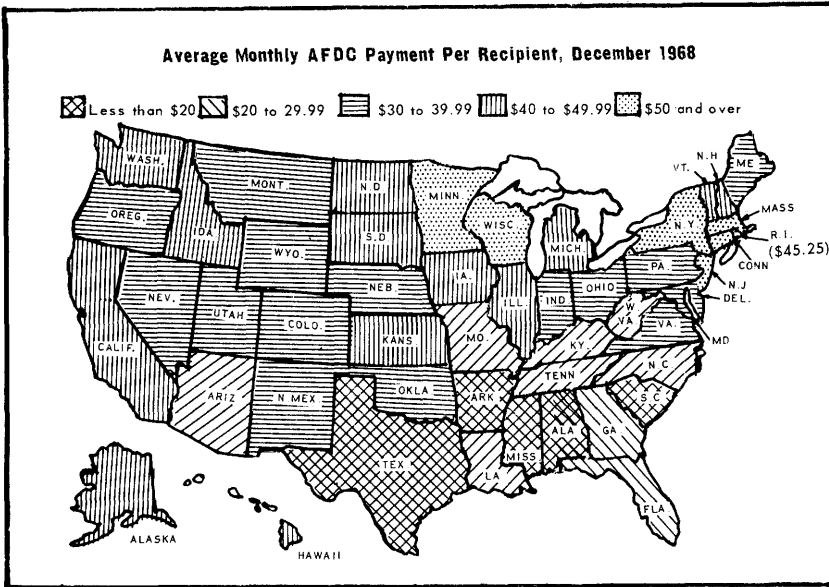 Average Monthly AFDC Payment Per Recipient, December 1968
Less than $20 $20 to 29.99 $30 to 39.99 $40 to $49.99 $50 and over
WASH.
MONT.
N.D
MINN.
VT.
N.H
ME
OREG.
IDA
S.D
WISC.
MICH.
N.Y.
MASS
R.I.
($45.25)
CONN
WYO.
IA.
PA.
N.J
DEL.
NEV.
NEB.
ILL.
IND
OHIO
UTAH
COLO.
W
VA
VA.
MD
CALIF.
KANS.
MO.
KY.
ARIZ
N MEX
OKLA
ARK
TENN
N C
S C
TEX.
LA
MISS.
ALA
GA
FLA.
ALASKA
HAWAII